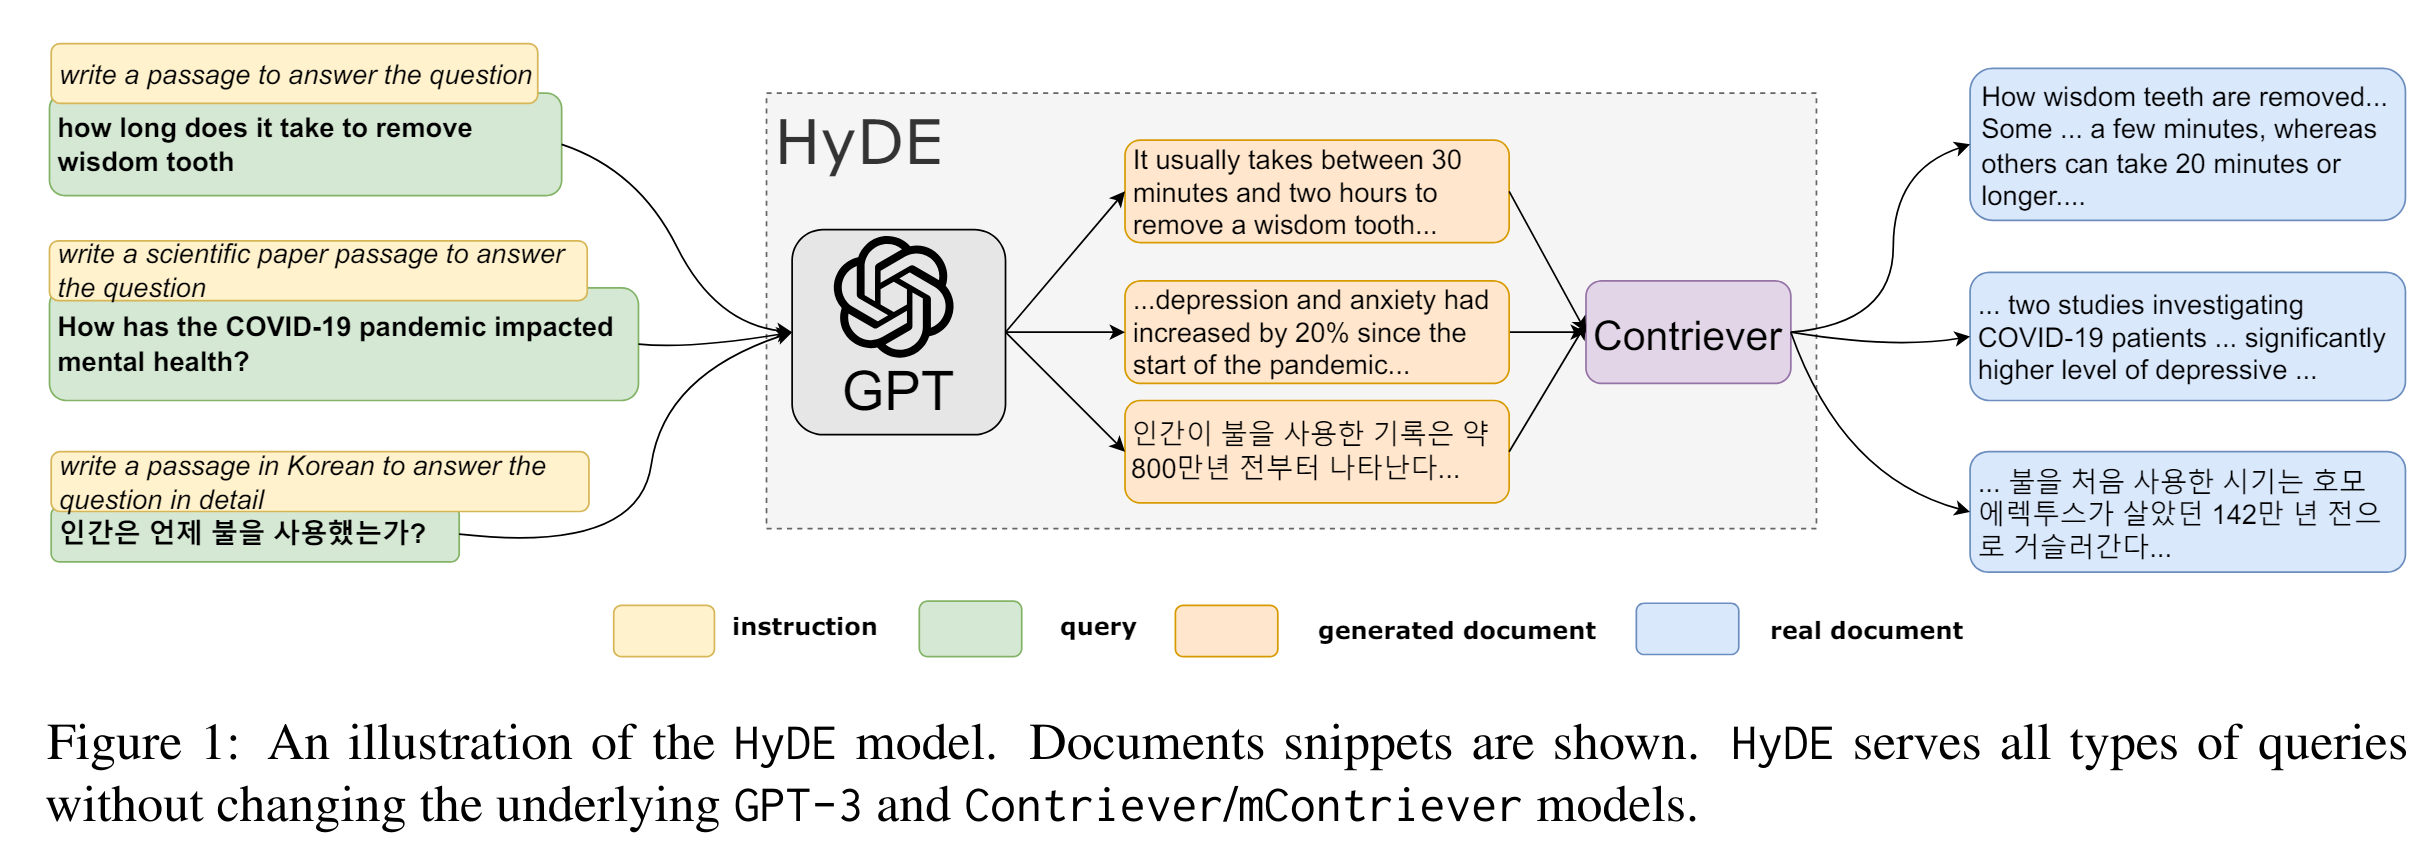 write a passage to answer the question
how long does it take to remove
wisdom tooth
write a scientific paper passage to answer
the question
How has the COVID-19 pandemic impacted
mental health?
write a passage in Korean to answer the
question in detail
인간은 언제 불을 사용했는가?
HyDE
GPT
It usually takes between 30
minutes and two hours to
remove a wisdom tooth...
...depression and anxiety had
increased by 20% since the
start of the pandemic...
인간이 불을 사용한 기록은 약
800만년 전부터 나타난다...
Contriever
How wisdom teeth are removed...
Some ... a few minutes, whereas
others can take 20 minutes or
longer....
... two studies investigating
COVID-19 patients ... significantly
higher level of depressive ...
... 불을 처음 사용한 시기는 호모
에렉투스가 살았던 142만 년 전으
로 거슬러간다...
instruction
query
generated document
real document
Figure 1: An illustration of the HyDE model. Documents snippets are shown. HyDE serves all types of queries
without changing the underlying GPT-3 and Contriever/mContriever models.